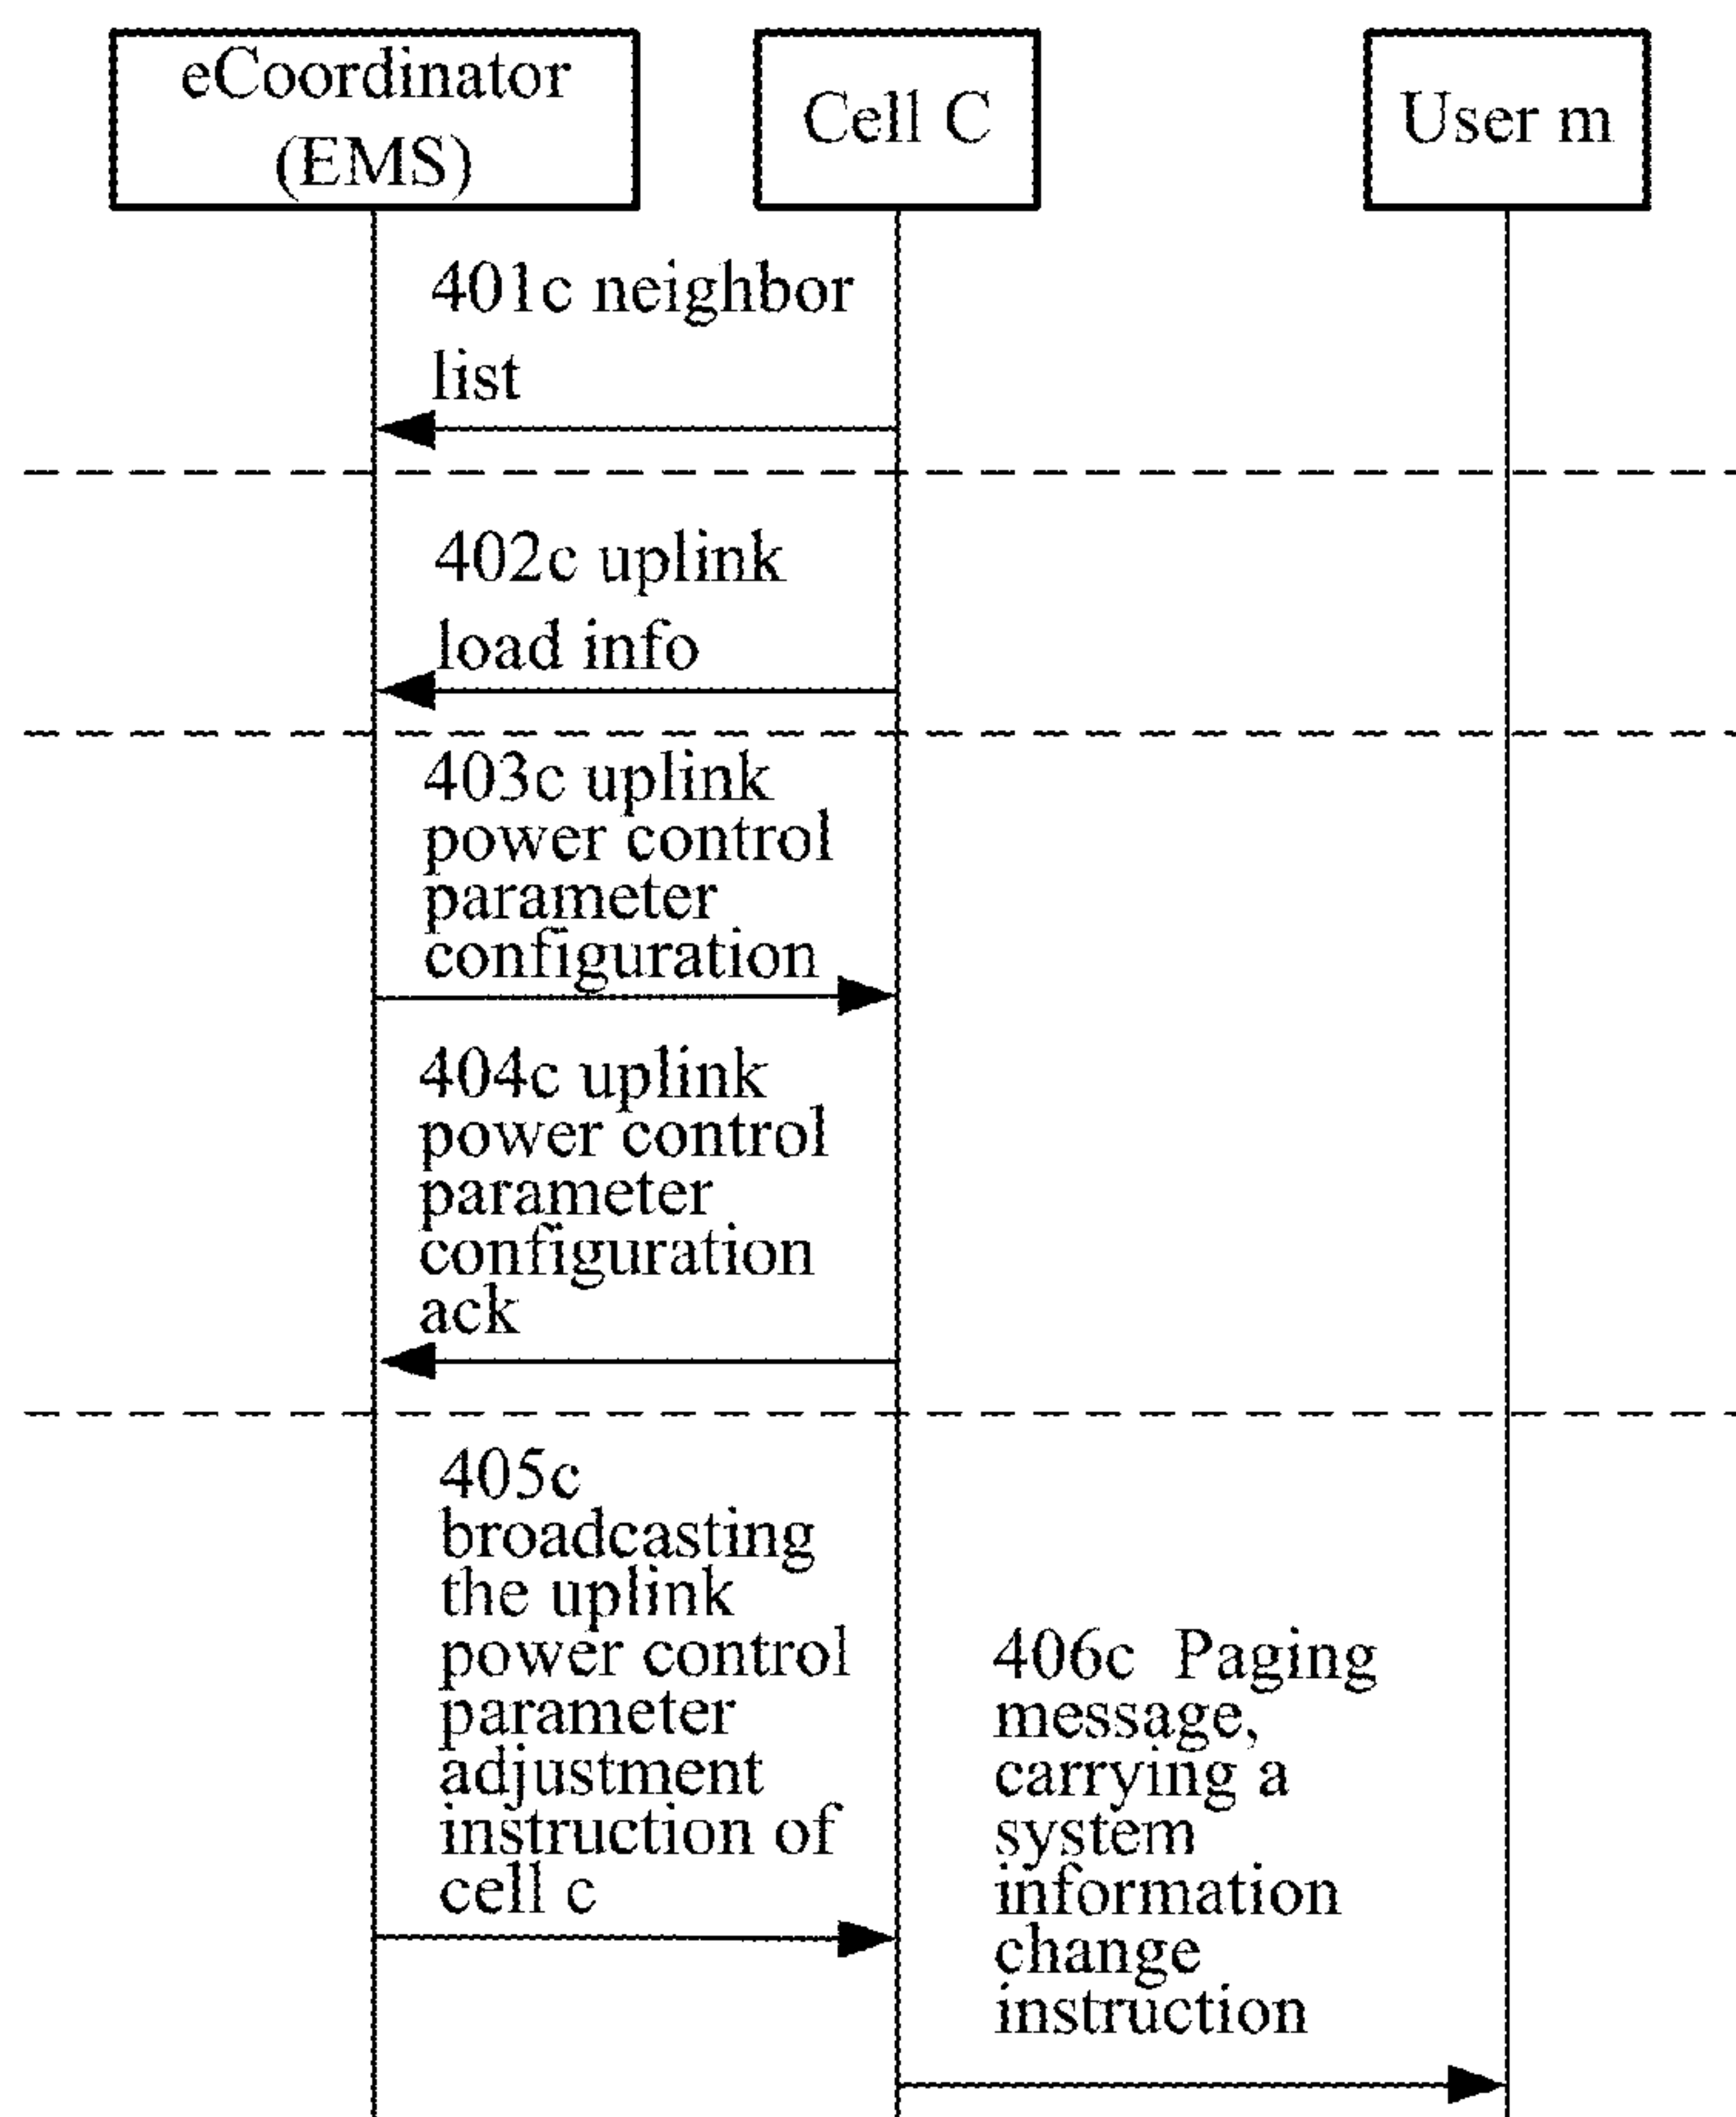 eCoordinator
(EMS)
Cell C
User m
401c neighbor
list
402c uplink
load info
403c uplink
power control
parameter
configuration
404c uplink
power control
parameter
configuration
ack
405c
broadcasting
the uplink
power control
parameter
adjustment
instruction of
cell c
406c Paging
message,
carrying a
system
information
change
instruction